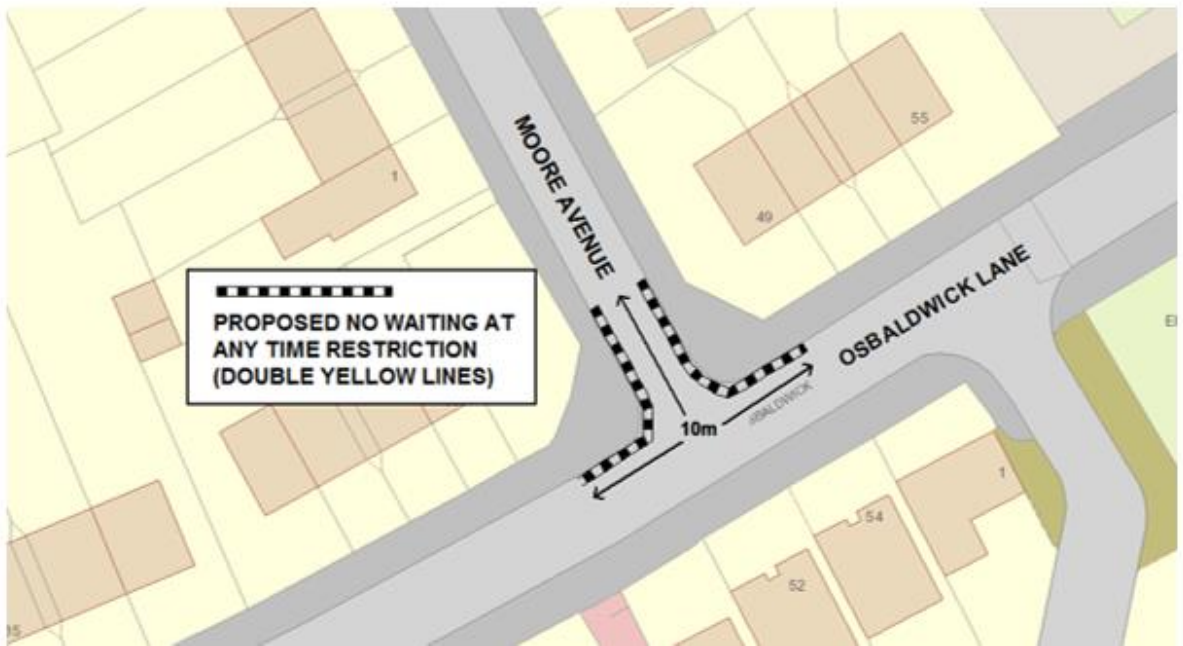 MOORE AVENUE
1
55
49
OSBALDWICK LANE
PROPOSED NO WAITING AT
ANY TIME RESTRICTION
(DOUBLE YELLOW LINES)
10m
1
54
52